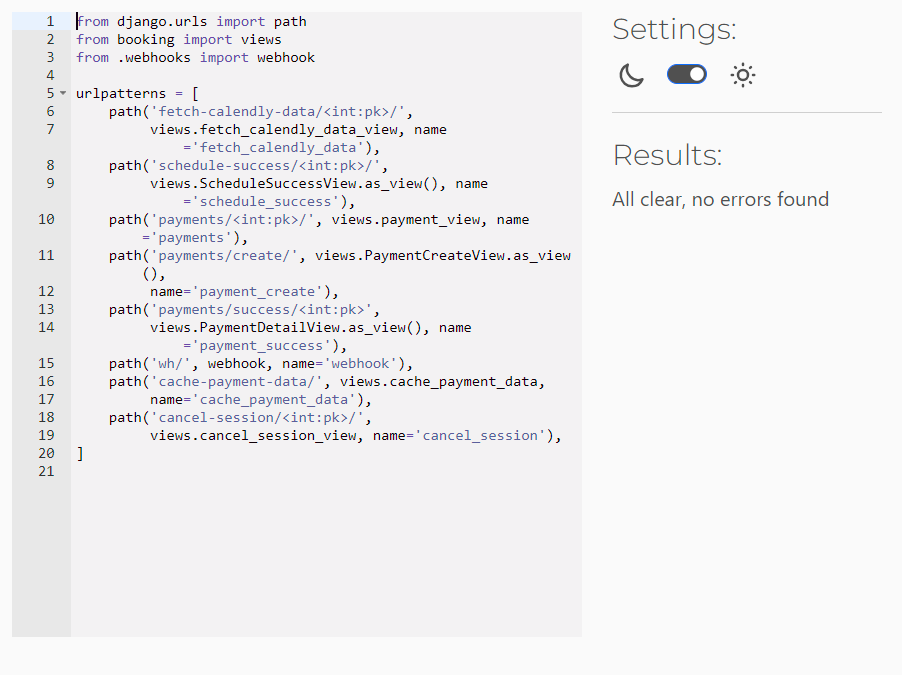 1 from django.urls import path
2 from booking import views
3 from .webhooks import webhook
4
5 urlpatterns = [
6     path('fetch-calendly-data/<int:pk>/',
7          views.fetch_calendly_data_view, name
='fetch_calendly_data'),
8     path('schedule-success/<int:pk>/',
9          views.ScheduleSuccessView.as_view(), name
='schedule_success'),
10     path('payments/<int:pk>/', views.payment_view, name
='payments'),
11     path('payments/create/', views.PaymentCreateView.as_view
(),
12          name='payment_create'),
13     path('payments/success/<int:pk>',
14          views.PaymentDetailView.as_view(), name
='payment_success'),
15     path('wh/', webhook, name='webhook'),
16     path('cache-payment-data/', views.cache_payment_data,
17          name='cache_payment_data'),
18     path('cancel-session/<int:pk>/',
19          views.cancel_session_view, name='cancel_session'),
20 ]
21
Settings:
Results:
All clear, no errors found